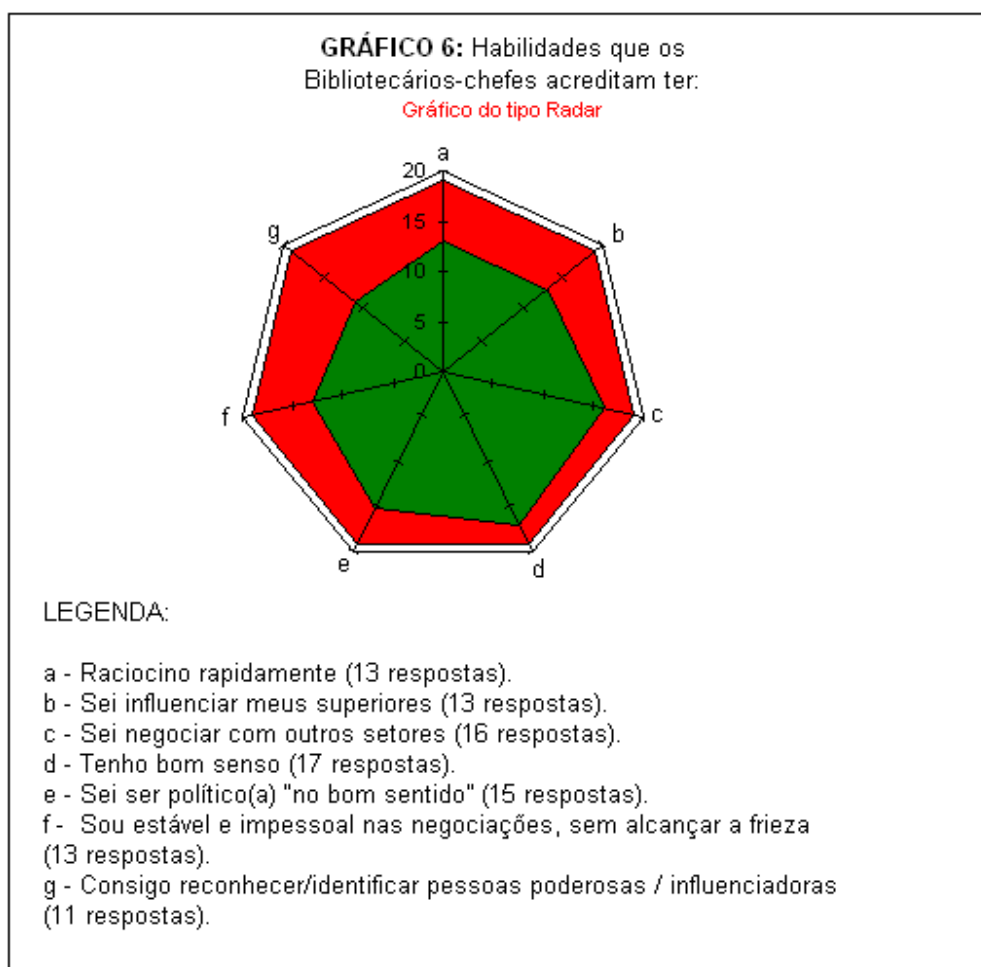 GRÁFICO 6: Habilidades que os
Bibliotecários-chefes acreditam ter:
Gráfico do tipo Radar
a
20
15
10
5
0
g
b
f
c
e
d
LEGENDA:
a - Raciocino rapidamente (13 respostas).
b - Sei influenciar meus superiores (13 respostas).
c - Sei negociar com outros setores (16 respostas).
d - Tenho bom senso (17 respostas).
e - Sei ser político(a) "no bom sentido" (15 respostas).
f - Sou estável e impessoal nas negociações, sem alcançar a frieza
(13 respostas).
g - Consigo reconhecer/identificar pessoas poderosas / influenciadoras
(11 respostas).